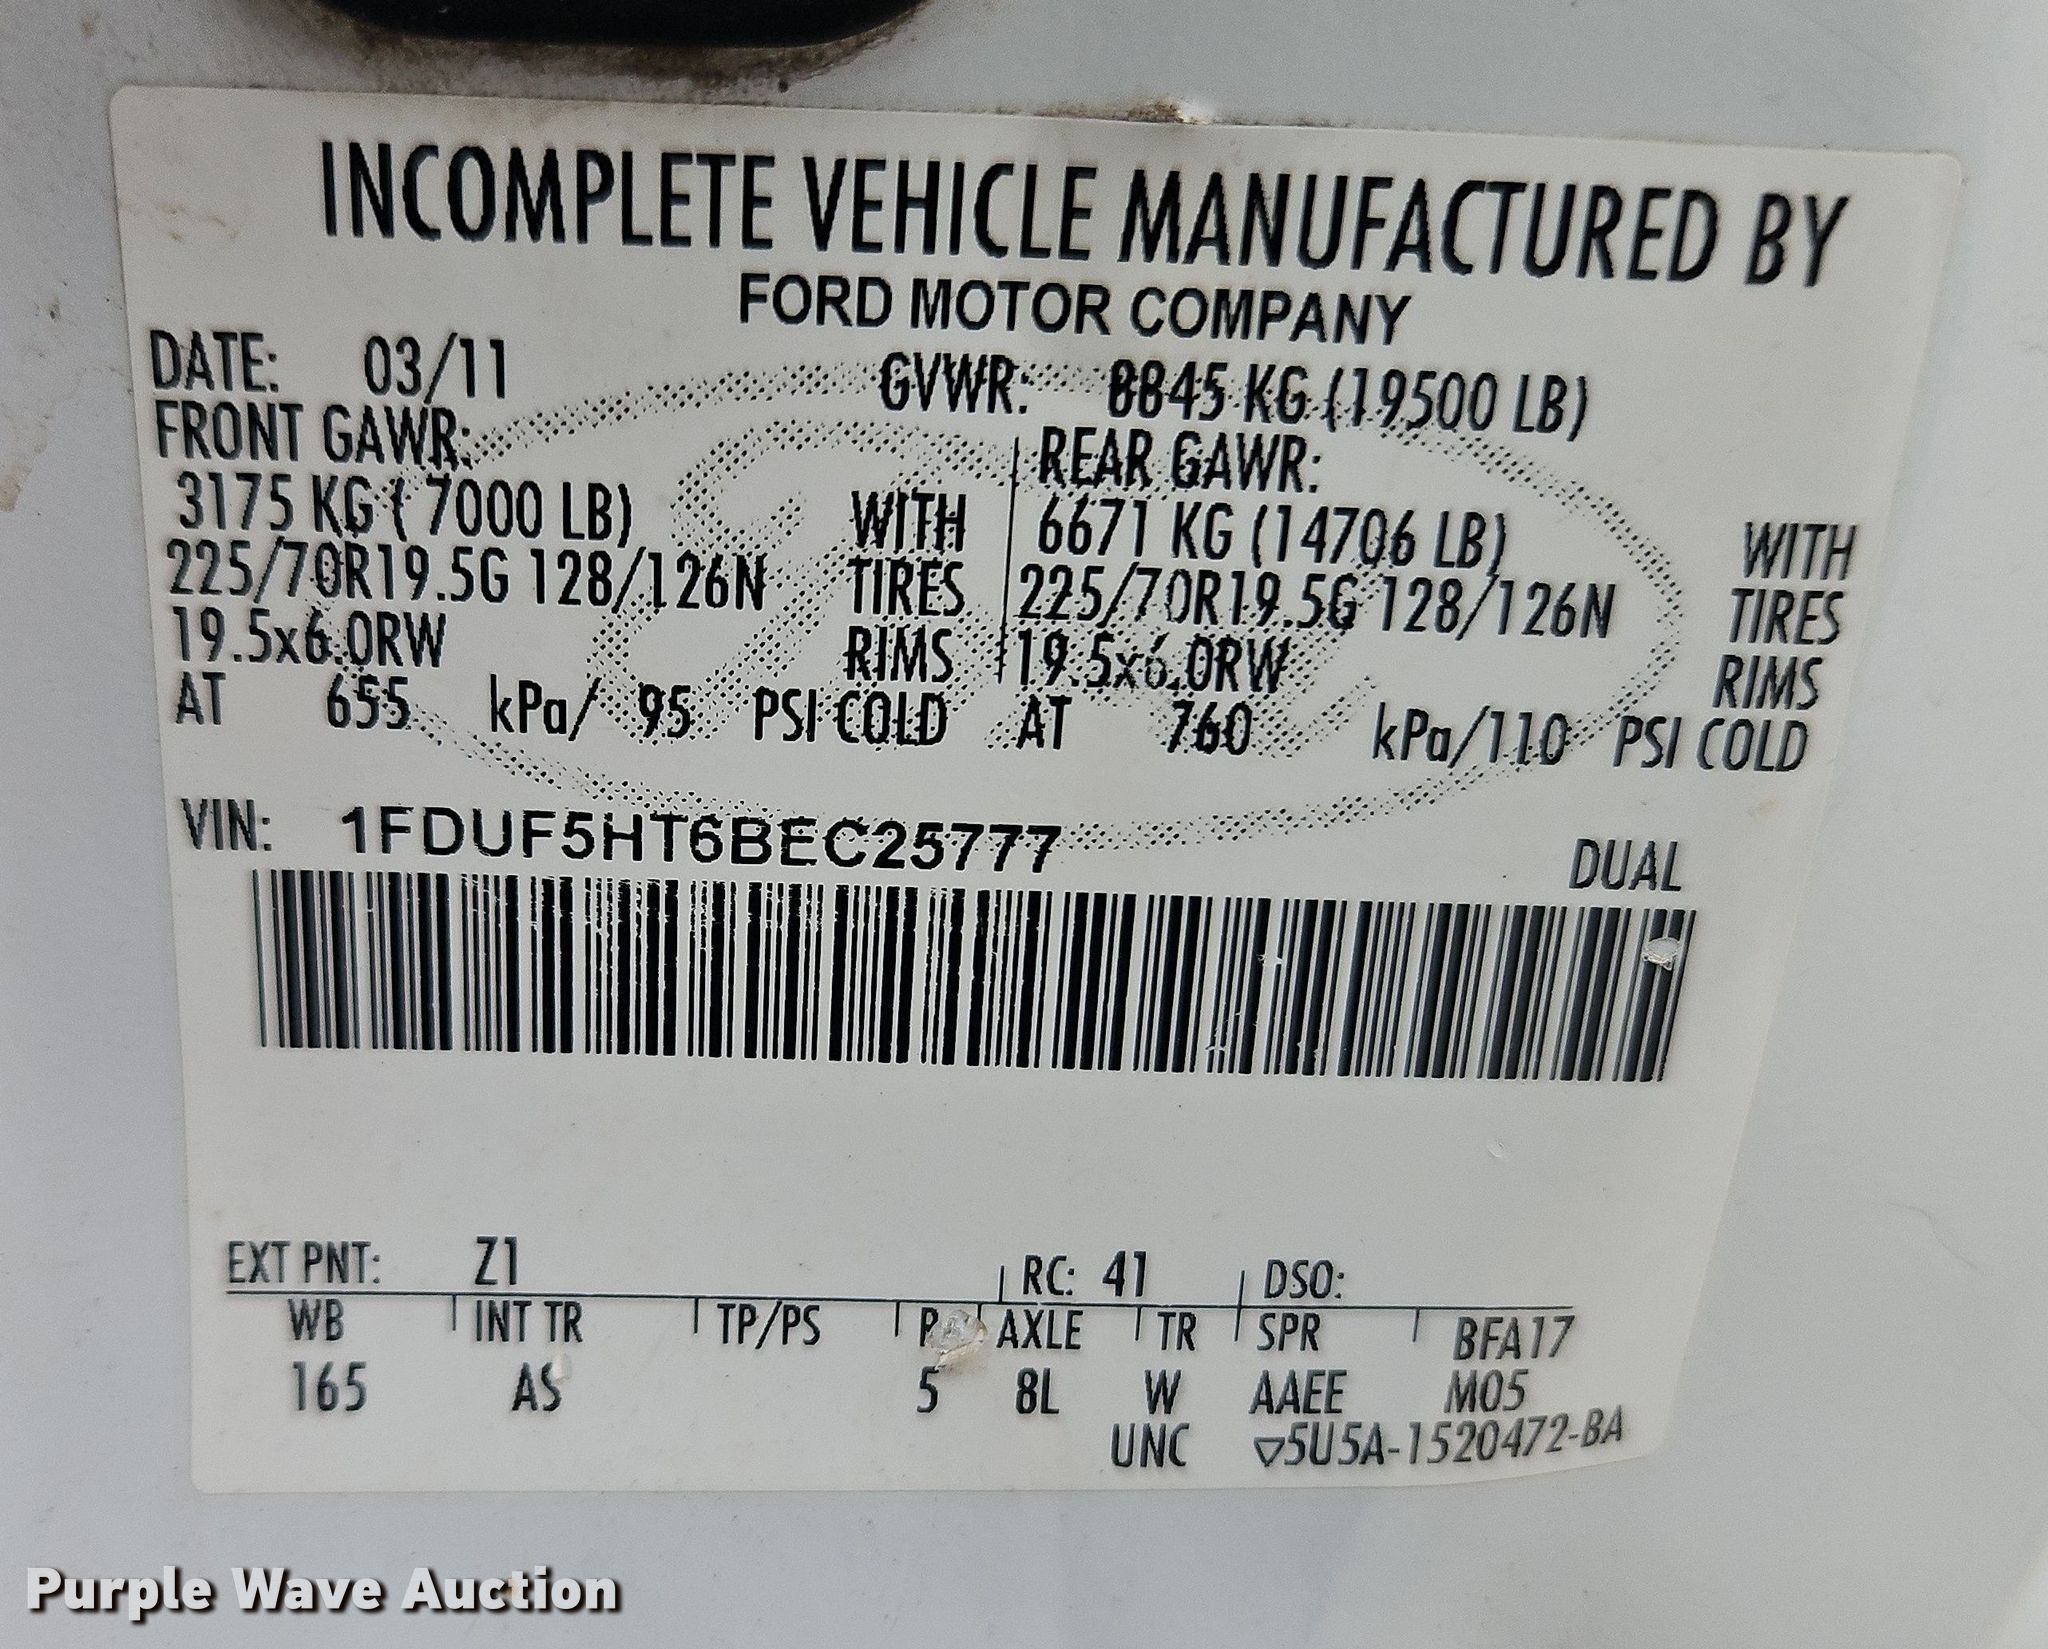 INCOMPLETE VEHICLE MANUFACTURED BY
FORD MOTOR COMPANY
DATE: 03/11 GVWR: 8845 KG (19500 LB)
FRONT GAWR: REAR GAWR:
3175 KG ( 7000 LB) WITH 6671 KG (14706 LB) WITH
225/70R19.5G 128/126N TIRES 225/70R19.5G 128/126N TIRES
19.5x6.0RW RIMS 19.5x6.0RW RIMS
AT 655 kPa/ 95 PSI COLD AT 760 kPa/110 PSI COLD
VIN: 1FDUF5HT6BEC25777
DUAL
EXT PNT: Z1 RC: 41 DSO:
WB INT TR TP/PS R AXLE TR SPR BFA17
165 AS 5 8L W AAEE M05
UNC ▽5U5A-1520472-BA
Purple Wave Auction